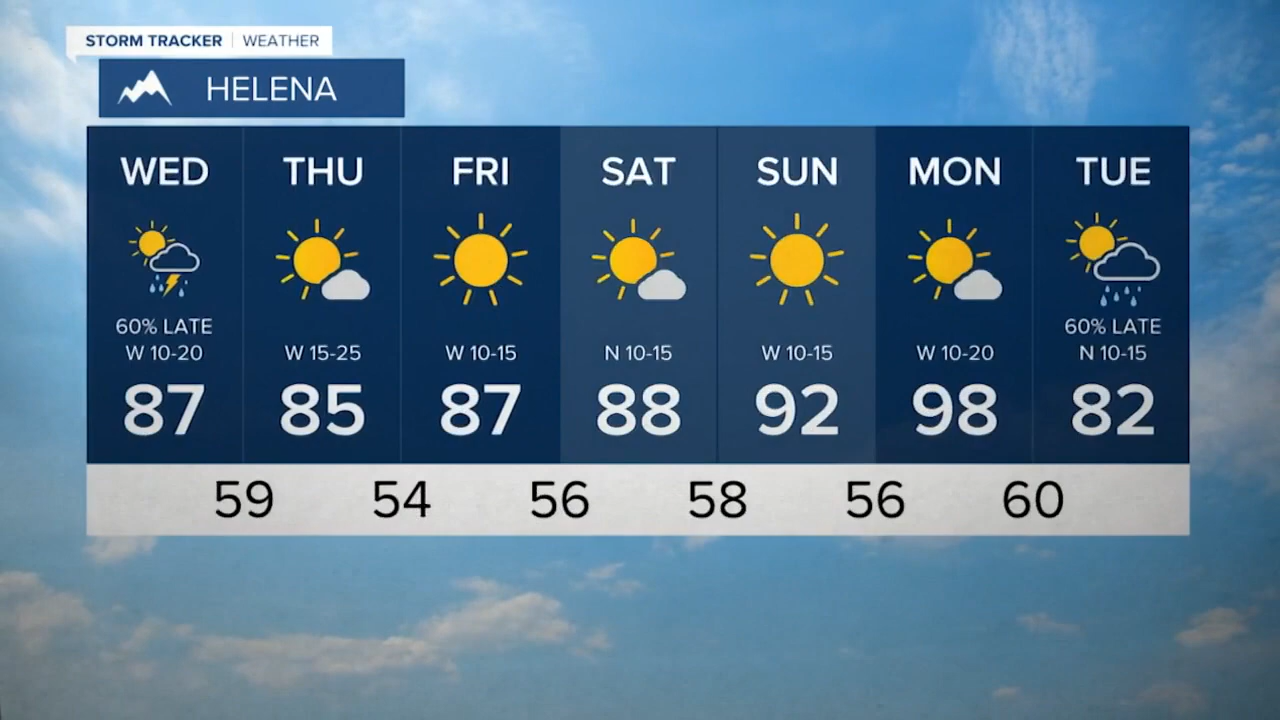 STORM TRACKER | WEATHER
HELENA
WED THU FRI SAT SUN MON TUE
60% LATE 60% LATE
W 10-20 W 15-25 W 10-15 N 10-15 W 10-15 W 10-20 N 10-15
87 85 87 88 92 98 82
59 54 56 58 56 60